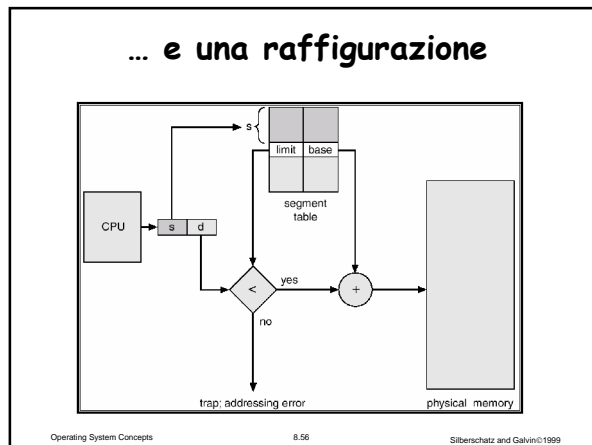 ... e una raffigurazione
s
limit base
segment
table
CPU
s d
<
yes
+
no
trap; addressing error
physical memory
Operating System Concepts
8.56
Silberschatz and Galvin©1999